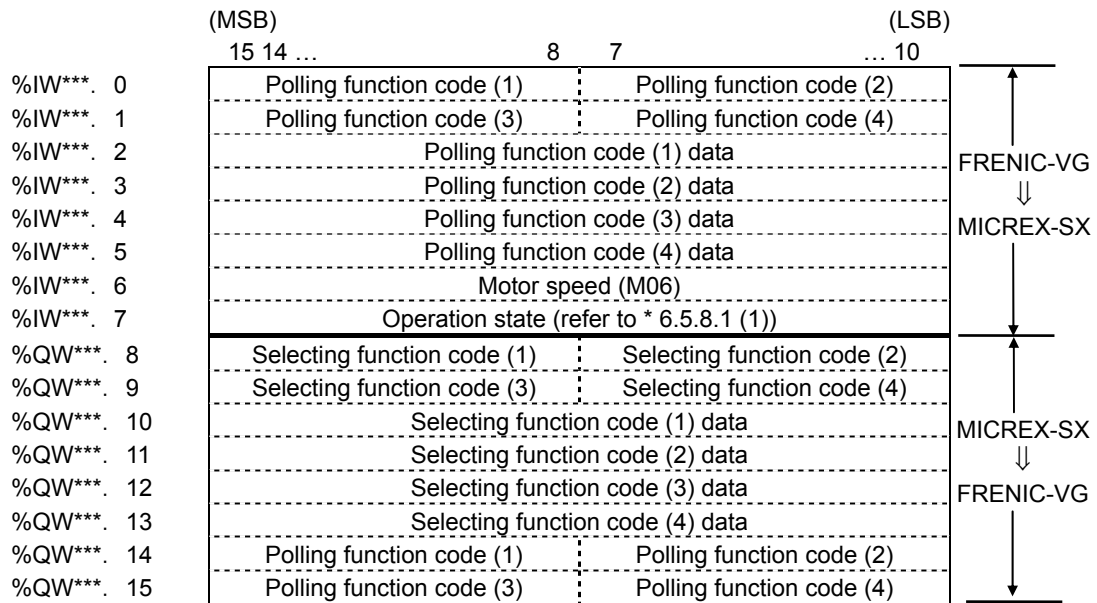 (MSB) (LSB)
15 14 … 8 7 … 10
%IW***. 0 Polling function code (1) Polling function code (2)
%IW***. 1 Polling function code (3) Polling function code (4)
%IW***. 2 Polling function code (1) data
%IW***. 3 Polling function code (2) data
%IW***. 4 Polling function code (3) data
%IW***. 5 Polling function code (4) data
%IW***. 6 Motor speed (M06)
%IW***. 7 Operation state (refer to * 6.5.8.1 (1))
FRENIC-VG
⇓
MICREX-SX
%QW***. 8 Selecting function code (1) Selecting function code (2)
%QW***. 9 Selecting function code (3) Selecting function code (4)
%QW***. 10 Selecting function code (1) data
%QW***. 11 Selecting function code (2) data
%QW***. 12 Selecting function code (3) data
%QW***. 13 Selecting function code (4) data
%QW***. 14 Polling function code (1) Polling function code (2)
%QW***. 15 Polling function code (3) Polling function code (4)
MICREX-SX
⇓
FRENIC-VG